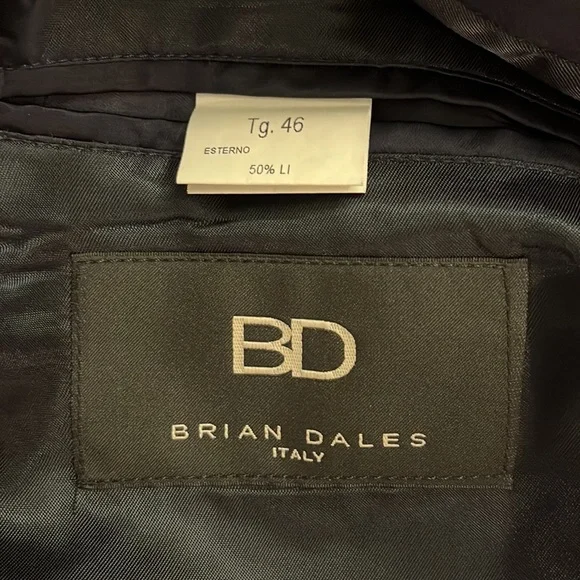 Tg. 46
ESTERNO
50% LI
BD
BRIAN DALES
ITALY